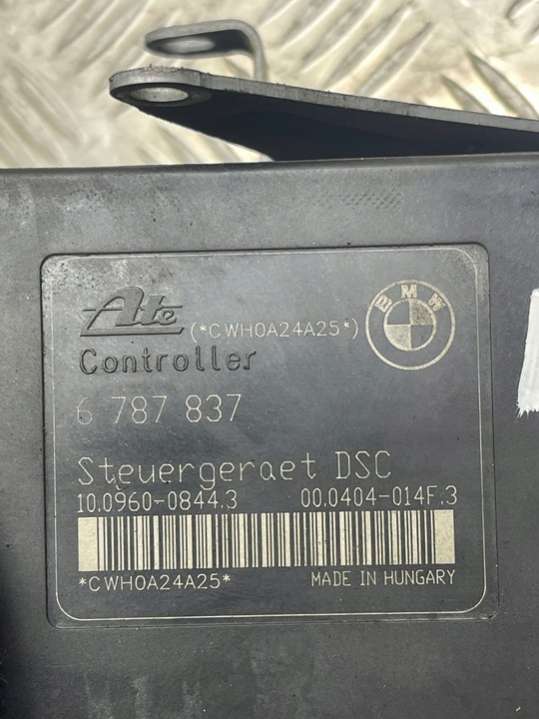 Ate (*CWH0A24A25*)
BMW
Controller
6 787 837
Steuergeraet DSC
10.0960-0844.3 00.0404-014F.3
*CWH0A24A25* MADE IN HUNGARY